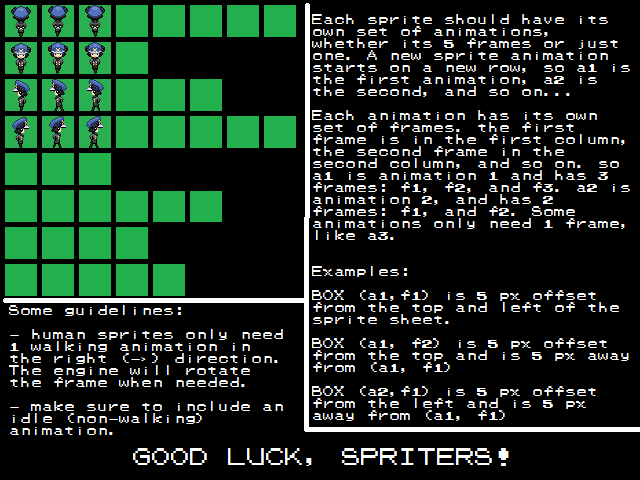 Each sprite should have its
own set of animations,
whether its 5 frames or just
one. A new sprite animation
starts on a new row, so a1 is
the first animation, a2 is
the second, and so on...
Each animation has its own
set of frames. the first
frame is in the first column,
the second frame in the
second column, and so on. so
a1 is animation 1 and has 3
frames: f1, f2, and f3. a2 is
animation 2, and has 2
frames: f1, and f2. Some
animations only need 1 frame,
like a3.
Examples:
BOX (a1,f1) is 5 px offset
from the top and left of the
sprite sheet.
BOX (a1, f2) is 5 px offset
from the top and is 5 px away
from (a1, f1)
BOX (a2,f1) is 5 px offset
from the left and is 5 px
away from (a1, f1)
Some guidelines:
- human sprites only need
1 walking animation in
the right (->) direction.
The engine will rotate
the frame when needed.
- make sure to include an
idle (non-walking)
animation.
GOOD LUCK, SPRITERS!